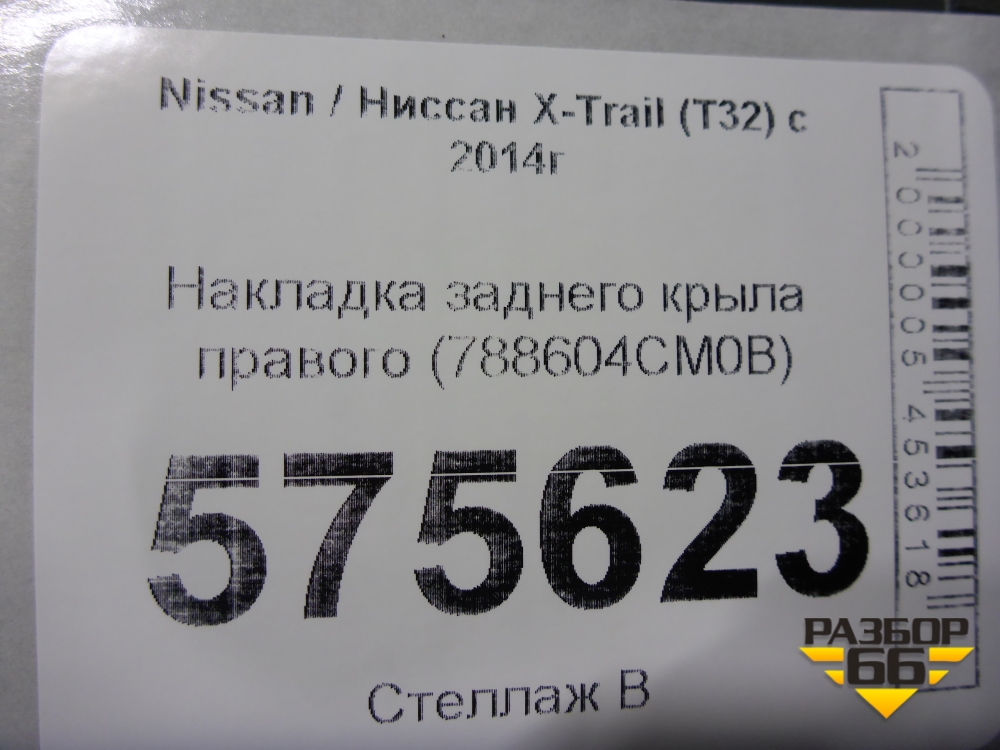 Nissan / Ниссан X-Trail (T32) с
2014г
Накладка заднего крыла
правого (788604CM0B)
575623
Стеллаж В
2000005453618
РАЗБОР
66